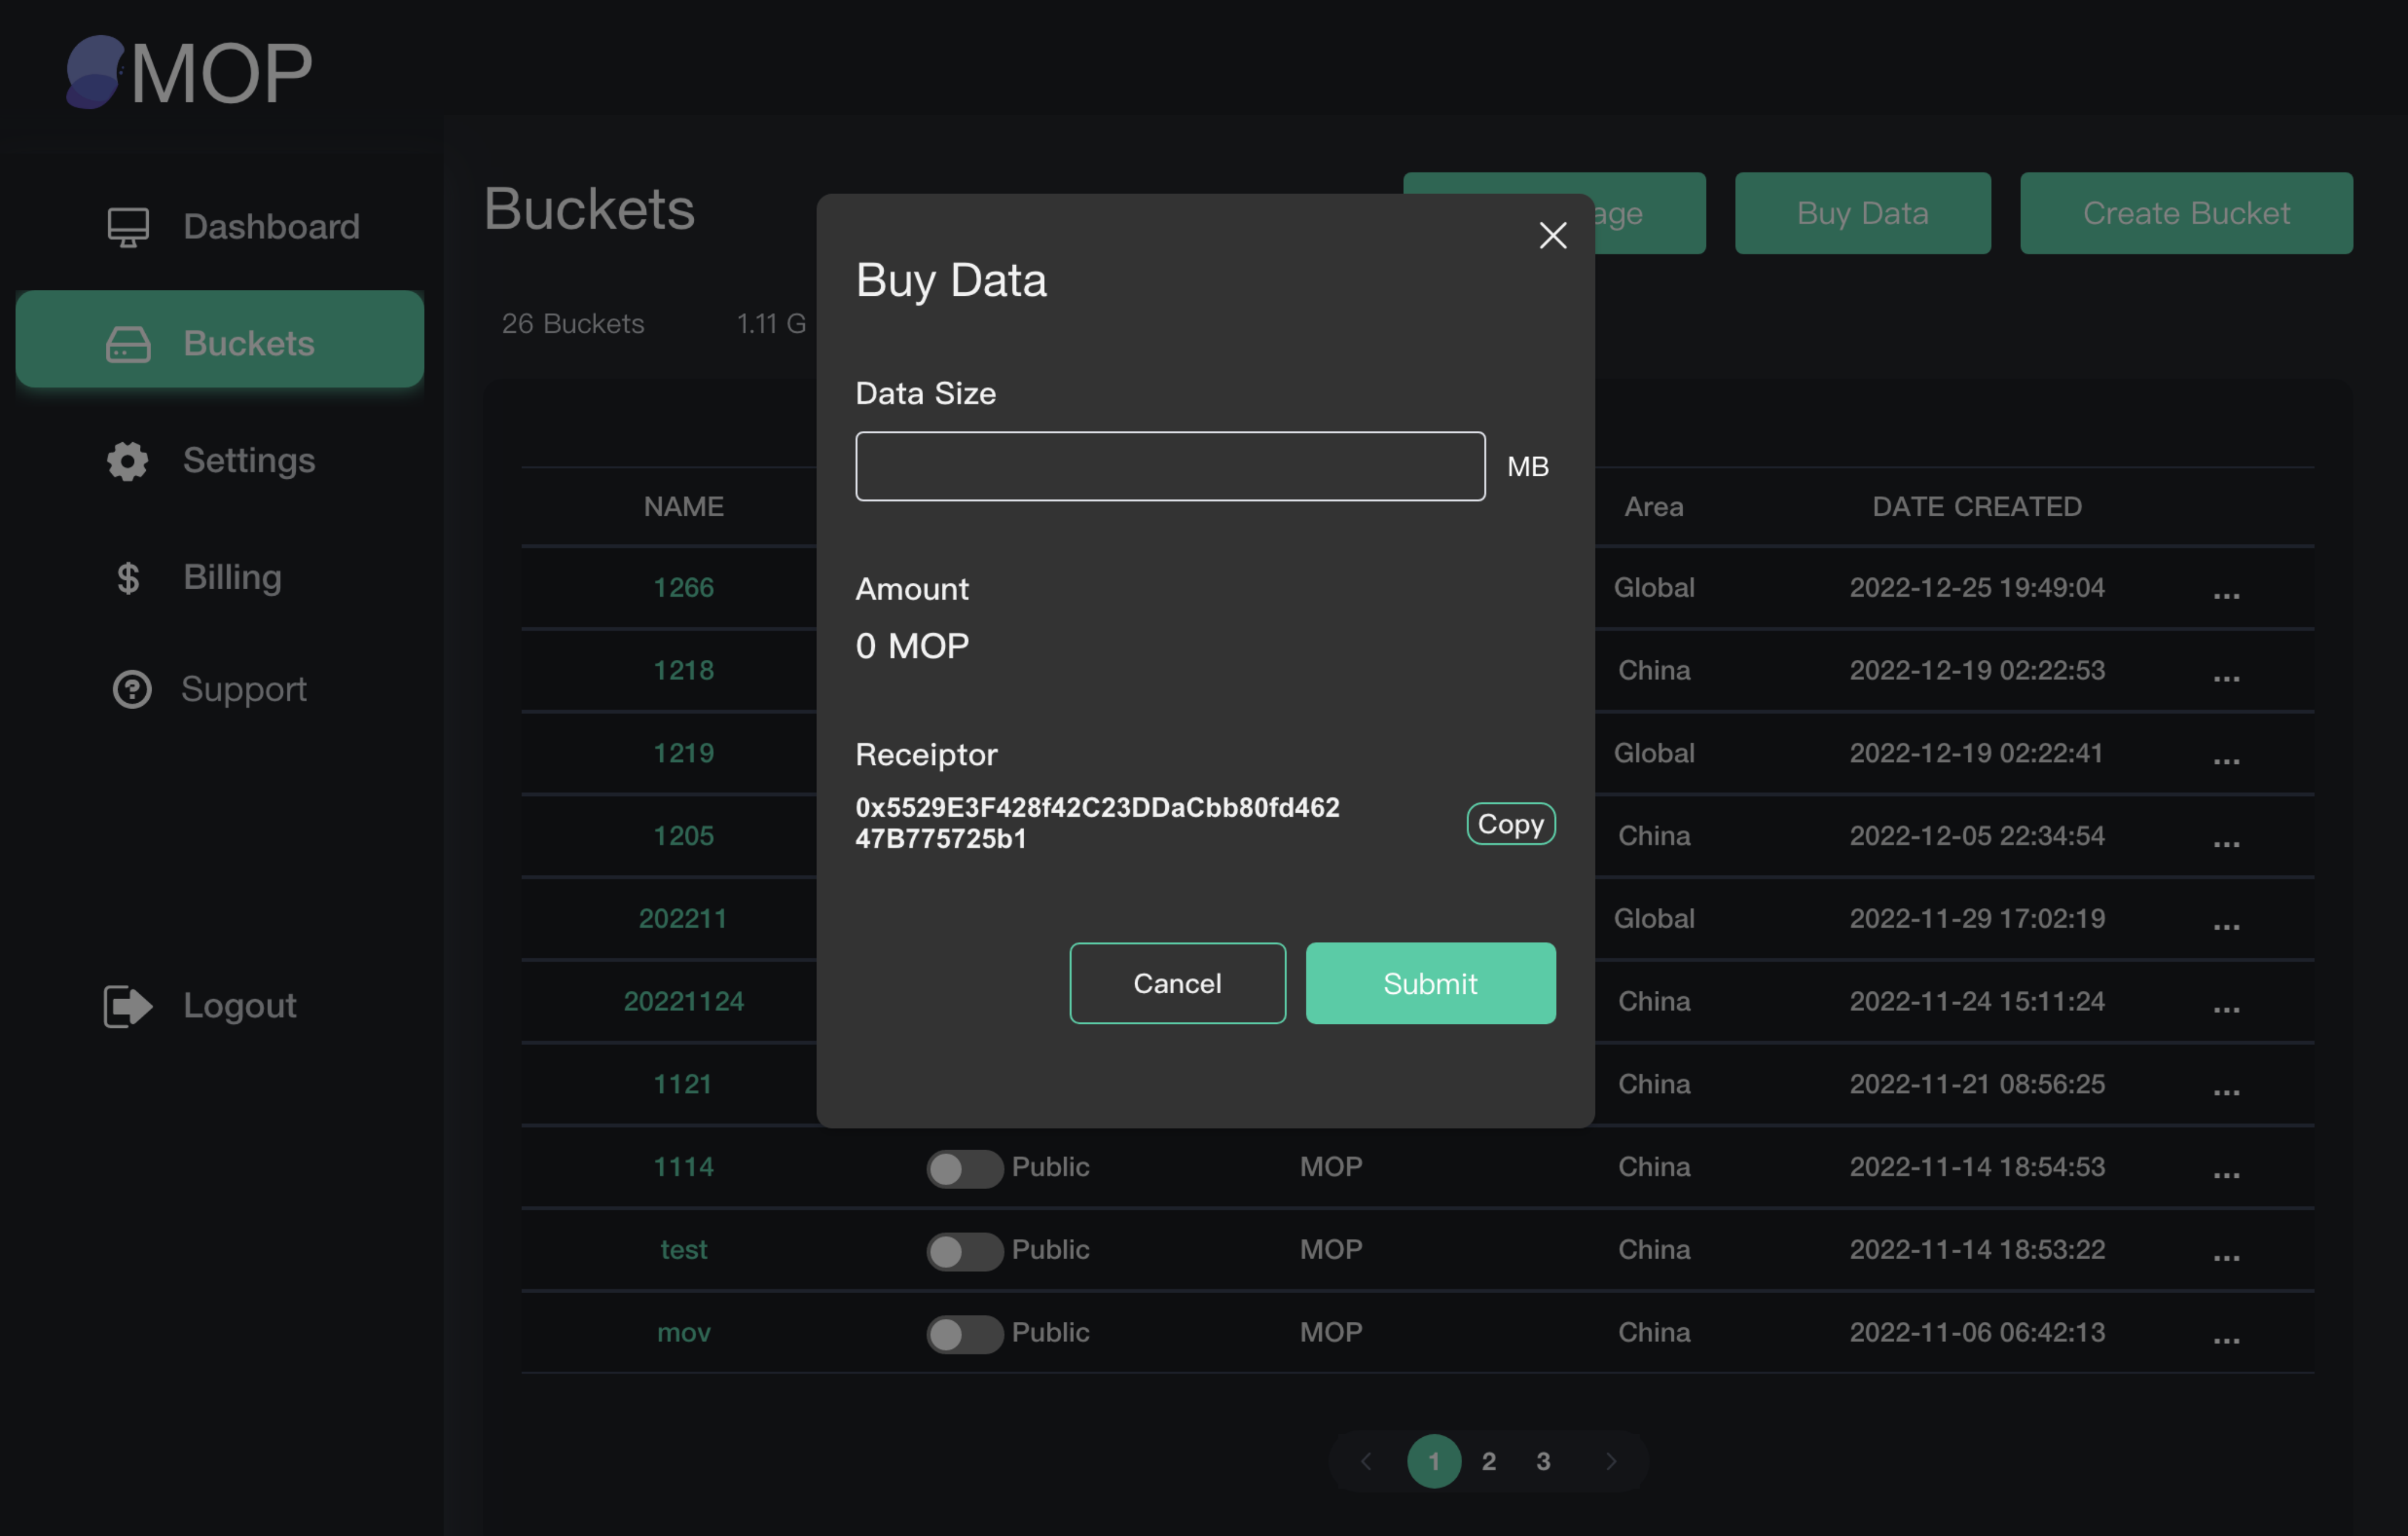 MOP
Dashboard
Buckets
Settings
$ Billing
Support
Logout
Buckets
Buy Data
Create Bucket
26 Buckets 1.11 G
NAME Area DATE CREATED
1266 Global 2022-12-25 19:49:04 ...
1218 China 2022-12-19 02:22:53 ...
1219 Global 2022-12-19 02:22:41 ...
1205 China 2022-12-05 22:34:54 ...
202211 Global 2022-11-29 17:02:19 ...
20221124 China 2022-11-24 15:11:24 ...
1121 China 2022-11-21 08:56:25 ...
1114 Public MOP China 2022-11-14 18:54:53 ...
test Public MOP China 2022-11-14 18:53:22 ...
mov Public MOP China 2022-11-06 06:42:13 ...
1 2 3
Buy Data
Data Size
MB
Amount
0 MOP
Receiptor
0x5529E3F428f42C23DDaCbb80fd462
47B775725b1
Copy
Cancel
Submit